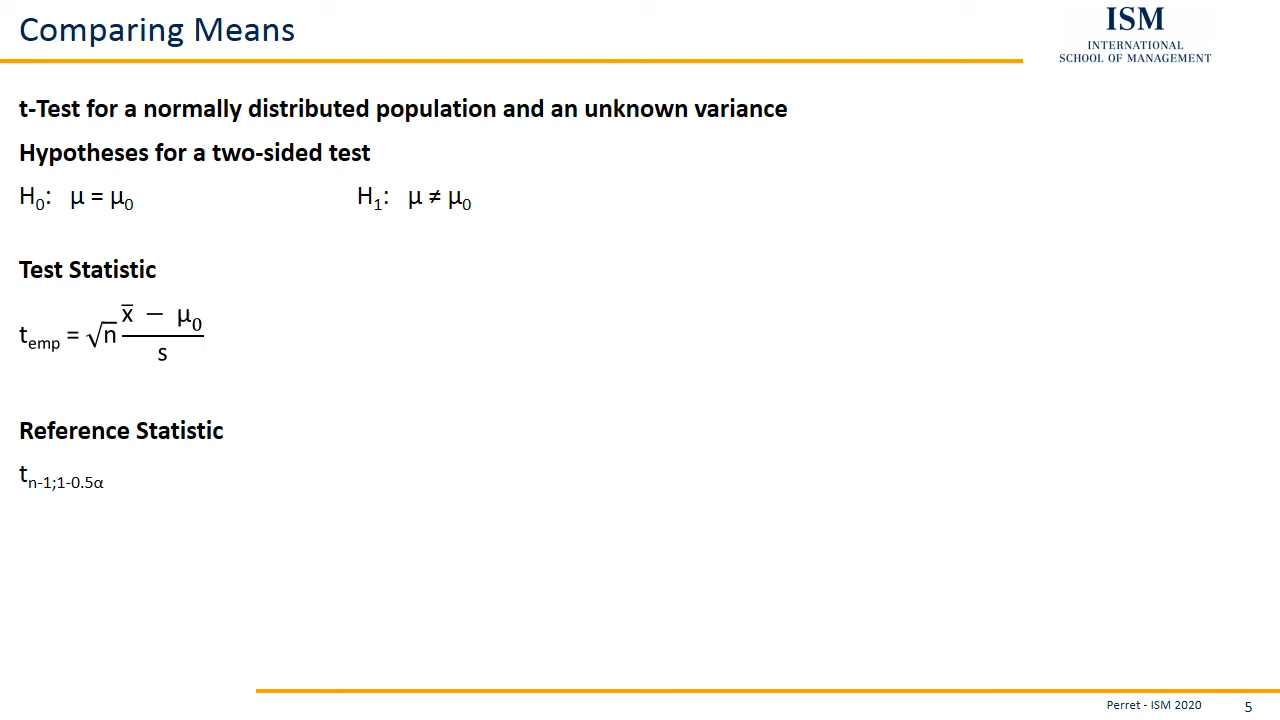 Comparing Means
ISM
INTERNATIONAL
SCHOOL OF MANAGEMENT
t-Test for a normally distributed population and an unknown variance
Hypotheses for a two-sided test
H₀: μ = μ₀ H₁: μ ≠ μ₀
Test Statistic
t_emp = √n (x̄ − μ₀)/s
Reference Statistic
t_n-1;1-0.5α
Perret - ISM 2020 5